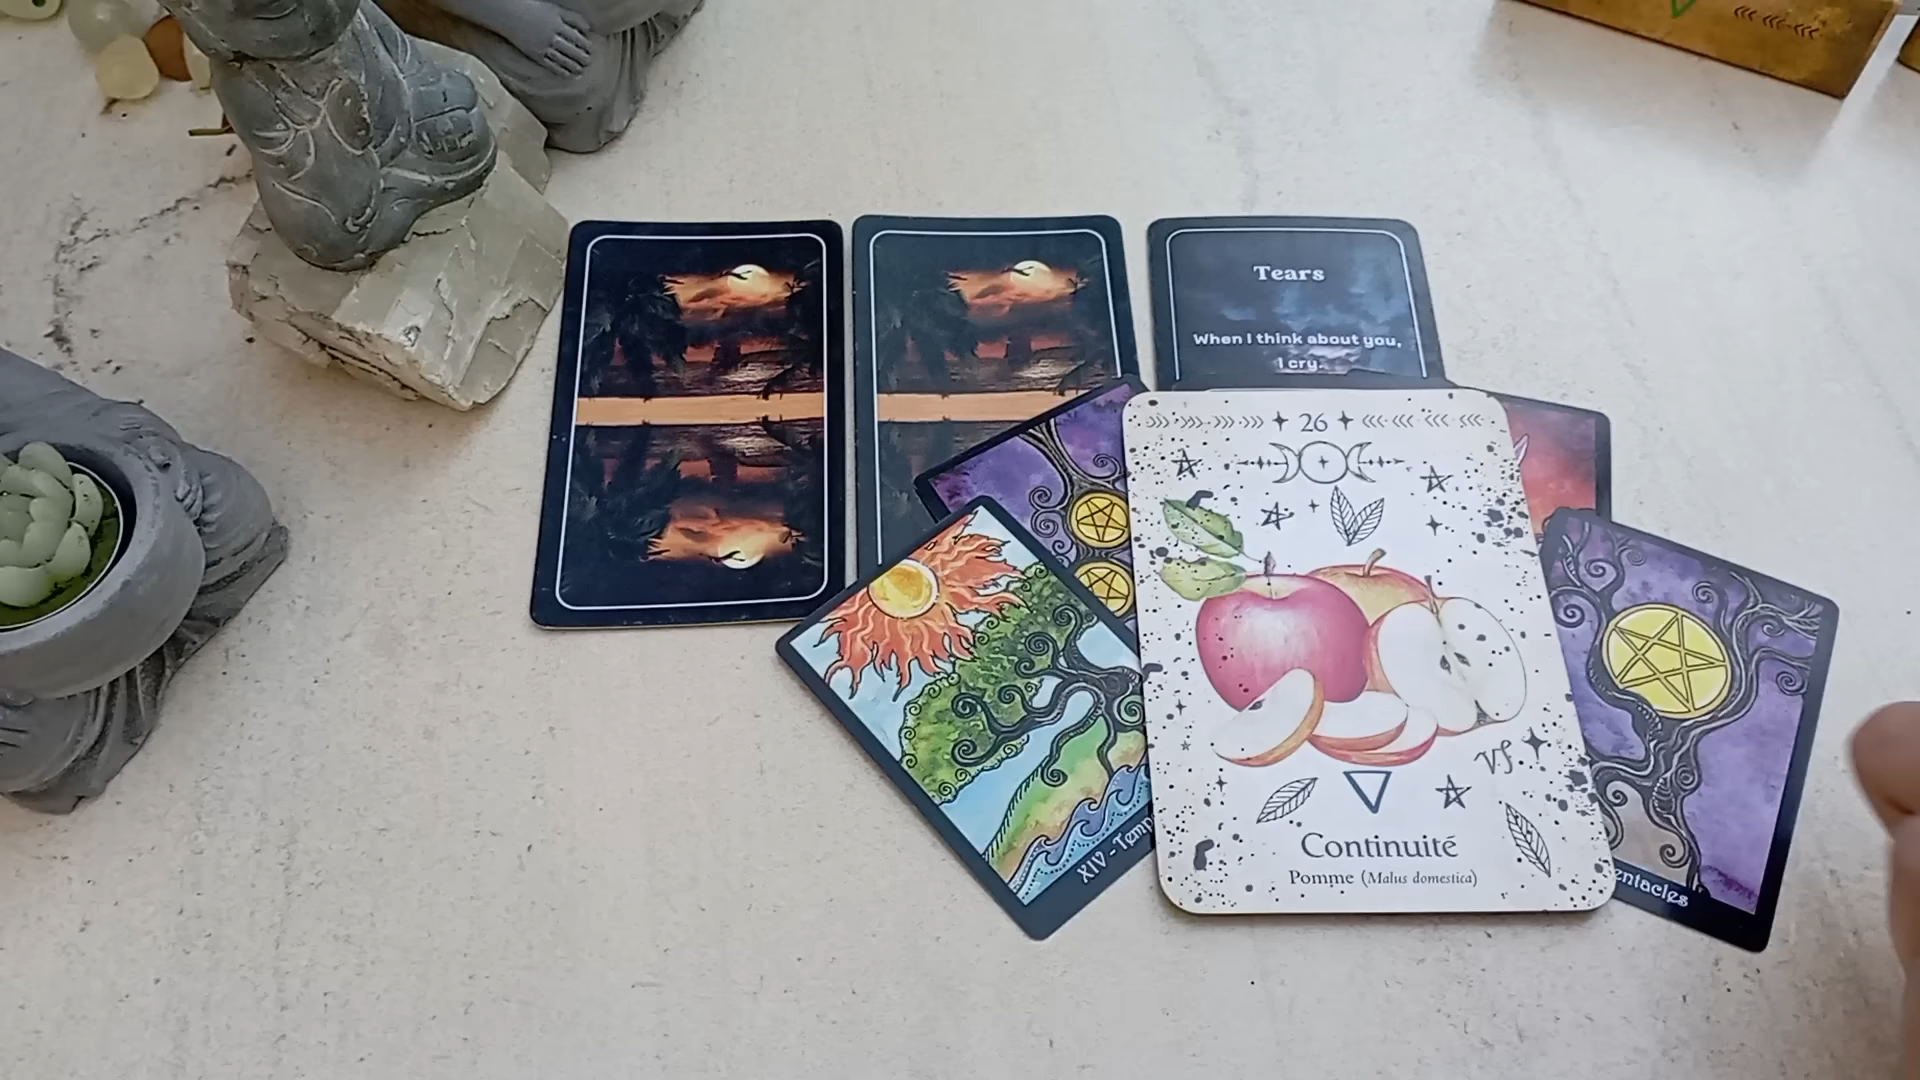 Tears
When I think about you,
I cry.
26
XIV - Temp
entacles
Continuité
Pomme (Malus domestica)